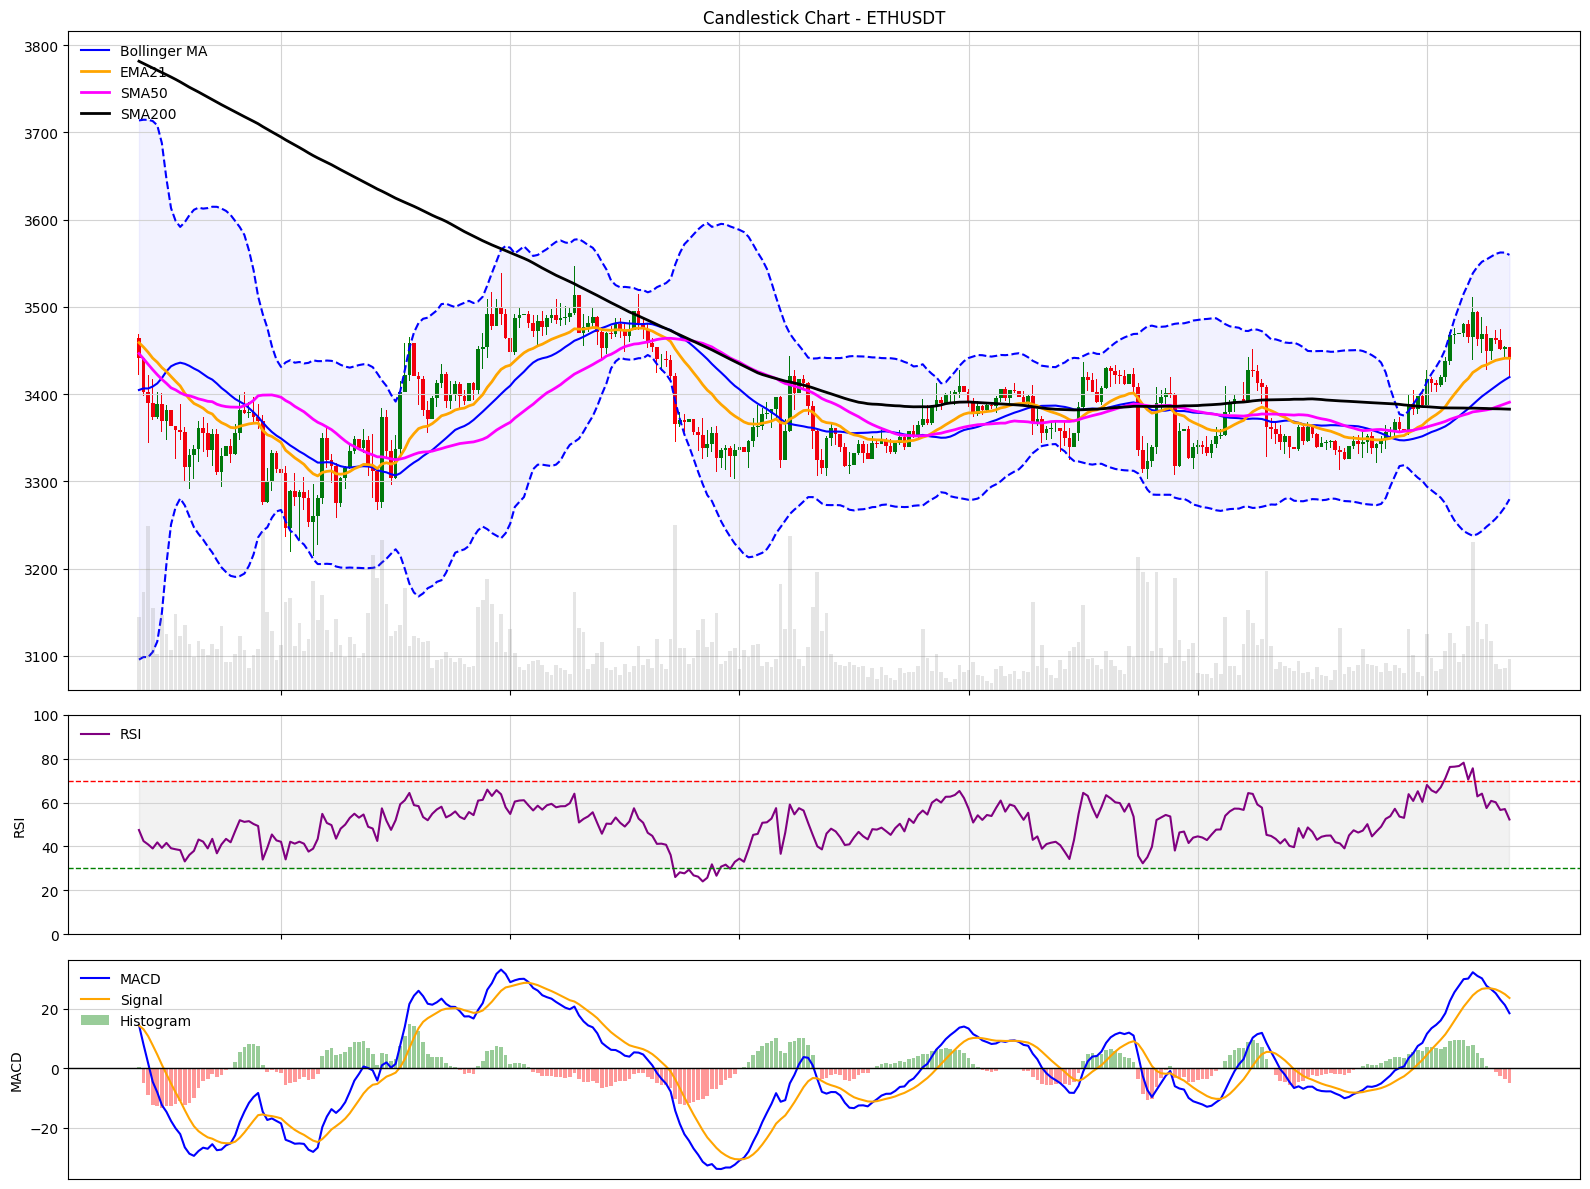 Candlestick Chart - ETHUSDT
Bollinger MA
EMA21
SMA50
SMA200
3800
3700
3600
3500
3400
3300
3200
3100
RSI
100
80
60
40
20
0
RSI
MACD
Signal
Histogram
20
0
−20
MACD